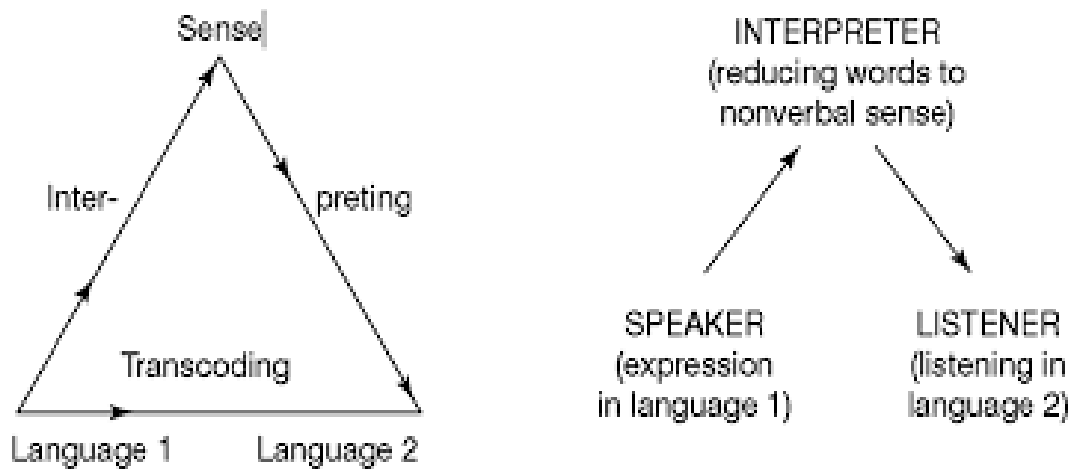 Sense
Inter-
preting
Transcoding
Language 1
Language 2
INTERPRETER
(reducing words to
nonverbal sense)
SPEAKER
(expression
in language 1)
LISTENER
(listening in
language 2)